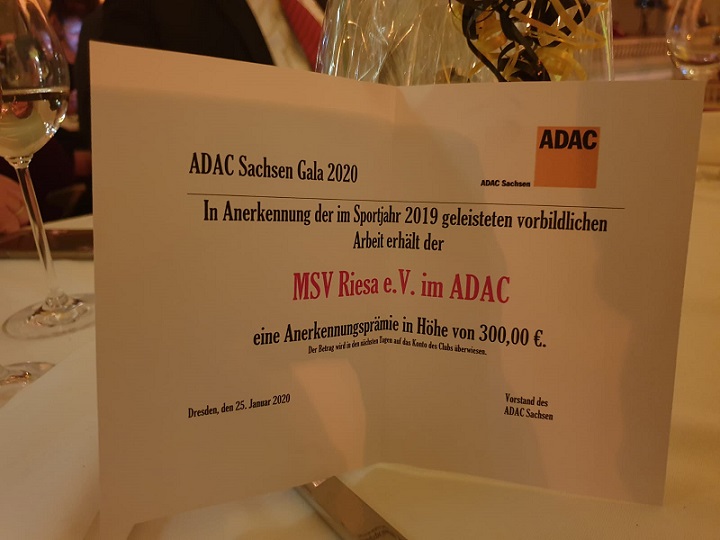 ADAC Sachsen Gala 2020
ADAC
ADAC Sachsen
In Anerkennung der im Sportjahr 2019 geleisteten vorbildlichen
Arbeit erhält der
MSV Riesa e.V. im ADAC
eine Anerkennungsprämie in Höhe von 300,00 €.
Der Betrag wird in den nächsten Tagen auf das Konto des Clubs überwiesen.
Dresden, den 25. Januar 2020
Vorstand des
ADAC Sachsen